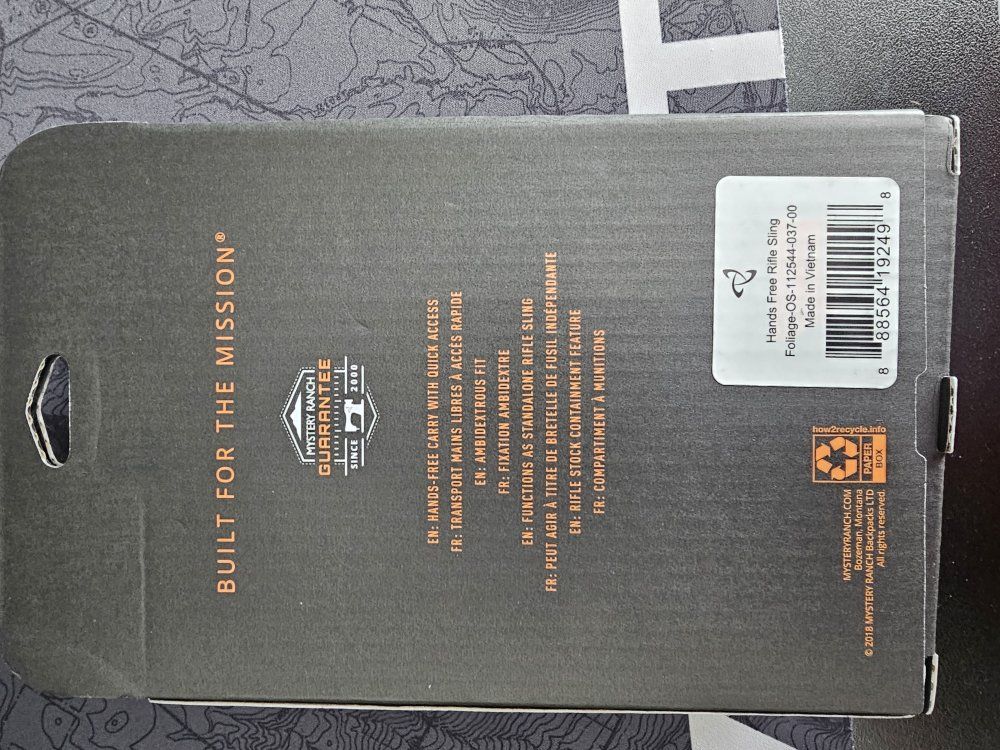 BUILT FOR THE MISSION®
MYSTERY RANCH
GUARANTEE
SINCE 2000
EN: HANDS-FREE CARRY WITH QUICK ACCESS
FR: TRANSPORT MAINS LIBRES À ACCÈS RAPIDE
EN: AMBIDEXTROUS FIT
FR: FIXATION AMBIDEXTRE
EN: FUNCTIONS AS STANDALONE RIFLE SLING
FR: PEUT AGIR À TITRE DE BRETELLE DE FUSIL INDÉPENDANTE
EN: RIFLE STOCK CONTAINMENT FEATURE
FR: COMPARTIMENT À MUNITIONS
MYSTERYRANCH.COM
Bozeman, Montana
© 2018 MYSTERY RANCH Backpacks LTD
All rights reserved.
how2recycle.info
PAPER
BOX
Hands Free Rifle Sling
Foliage-OS-112544-037-00
Made in Vietnam
8 88564 19249 8